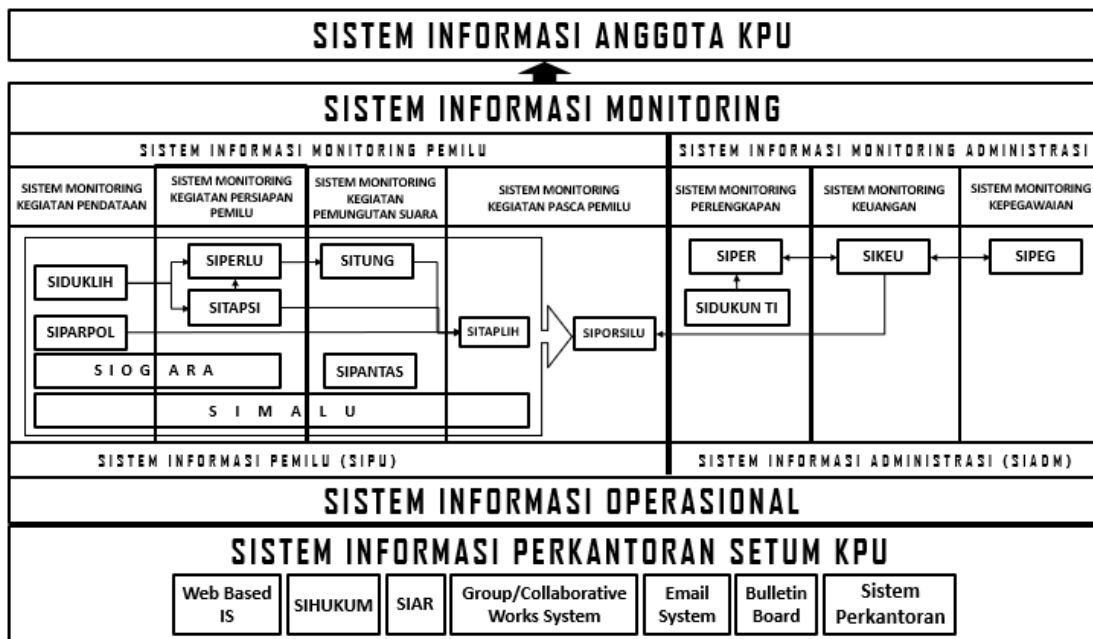 SISTEM INFORMASI ANGGOTA KPU
SISTEM INFORMASI MONITORING
SISTEM INFORMASI MONITORING PEMILU
SISTEM INFORMASI MONITORING ADMINISTRASI
SISTEM MONITORING
KEGIATAN PENDATAAN
SISTEM MONITORING
KEGIATAN PERSIAPAN
PEMILU
SISTEM MONITORING
KEGIATAN
PEMUNGUTAN SUARA
SISTEM MONITORING
KEGIATAN PASCA PEMILU
SISTEM MONITORING
PERLENGKAPAN
SISTEM MONITORING
KEUANGAN
SISTEM MONITORING
KEPEGAWAIAN
SIDUKLIH
SIPERLU
SITUNG
SITAPSI
SIPARPOL
SITAPLIH
SIPORSILU
SIOGARA
SIPANTAS
SIMALU
SIPER
SIKEU
SIPEG
SIDUKUN TI
SISTEM INFORMASI PEMILU (SIPU)
SISTEM INFORMASI ADMINISTRASI (SIADM)
SISTEM INFORMASI OPERASIONAL
SISTEM INFORMASI PERKANTORAN SETUM KPU
Web Based
IS
SIHUKUM
SIAR
Group/Collaborative
Works System
Email
System
Bulletin
Board
Sistem
Perkantoran